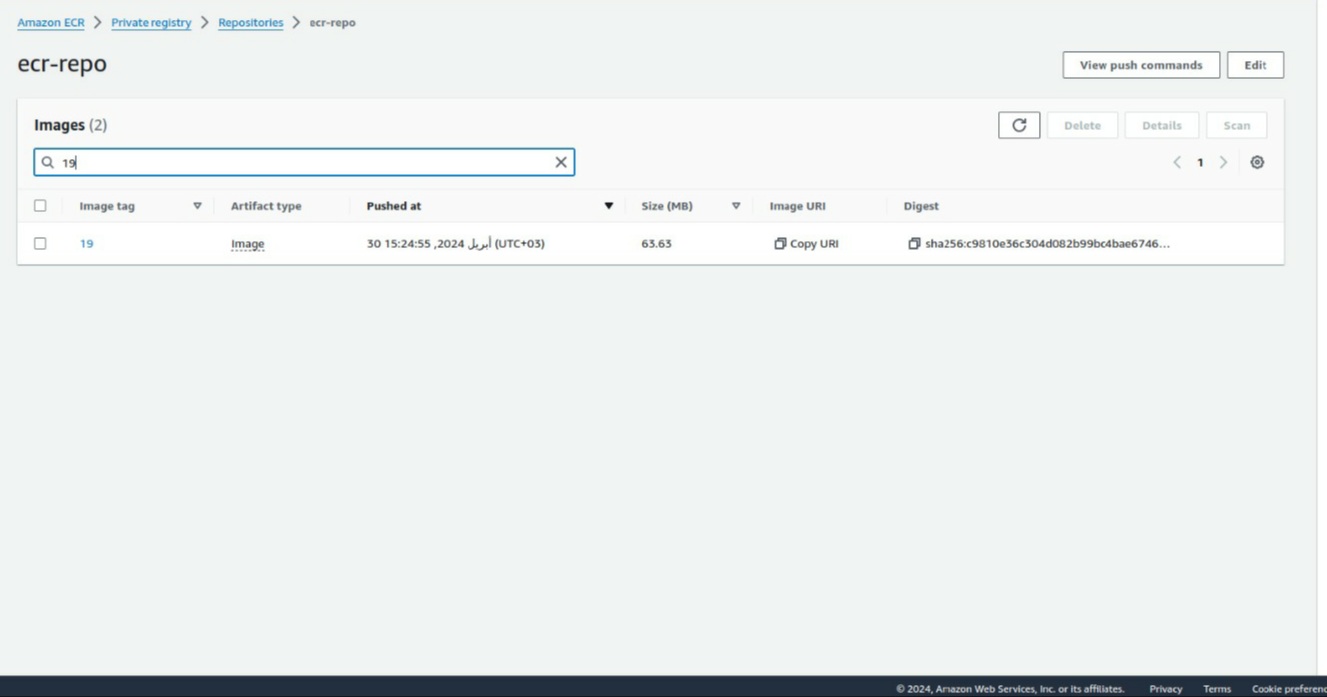 Amazon ECR > Private registry > Repositories > ecr-repo
ecr-repo
View push commands Edit
Images (2)
Delete Details Scan
19
1
Image tag Artifact type Pushed at Size (MB) Image URI Digest
19 Image 30 أبريل 2024, 15:24:55 (UTC+03) 63.63 Copy URI sha256:c9810e36c304d082b99bc4bae6746...
© 2024, Amazon Web Services, Inc. or its affiliates. Privacy Terms Cookie preferen